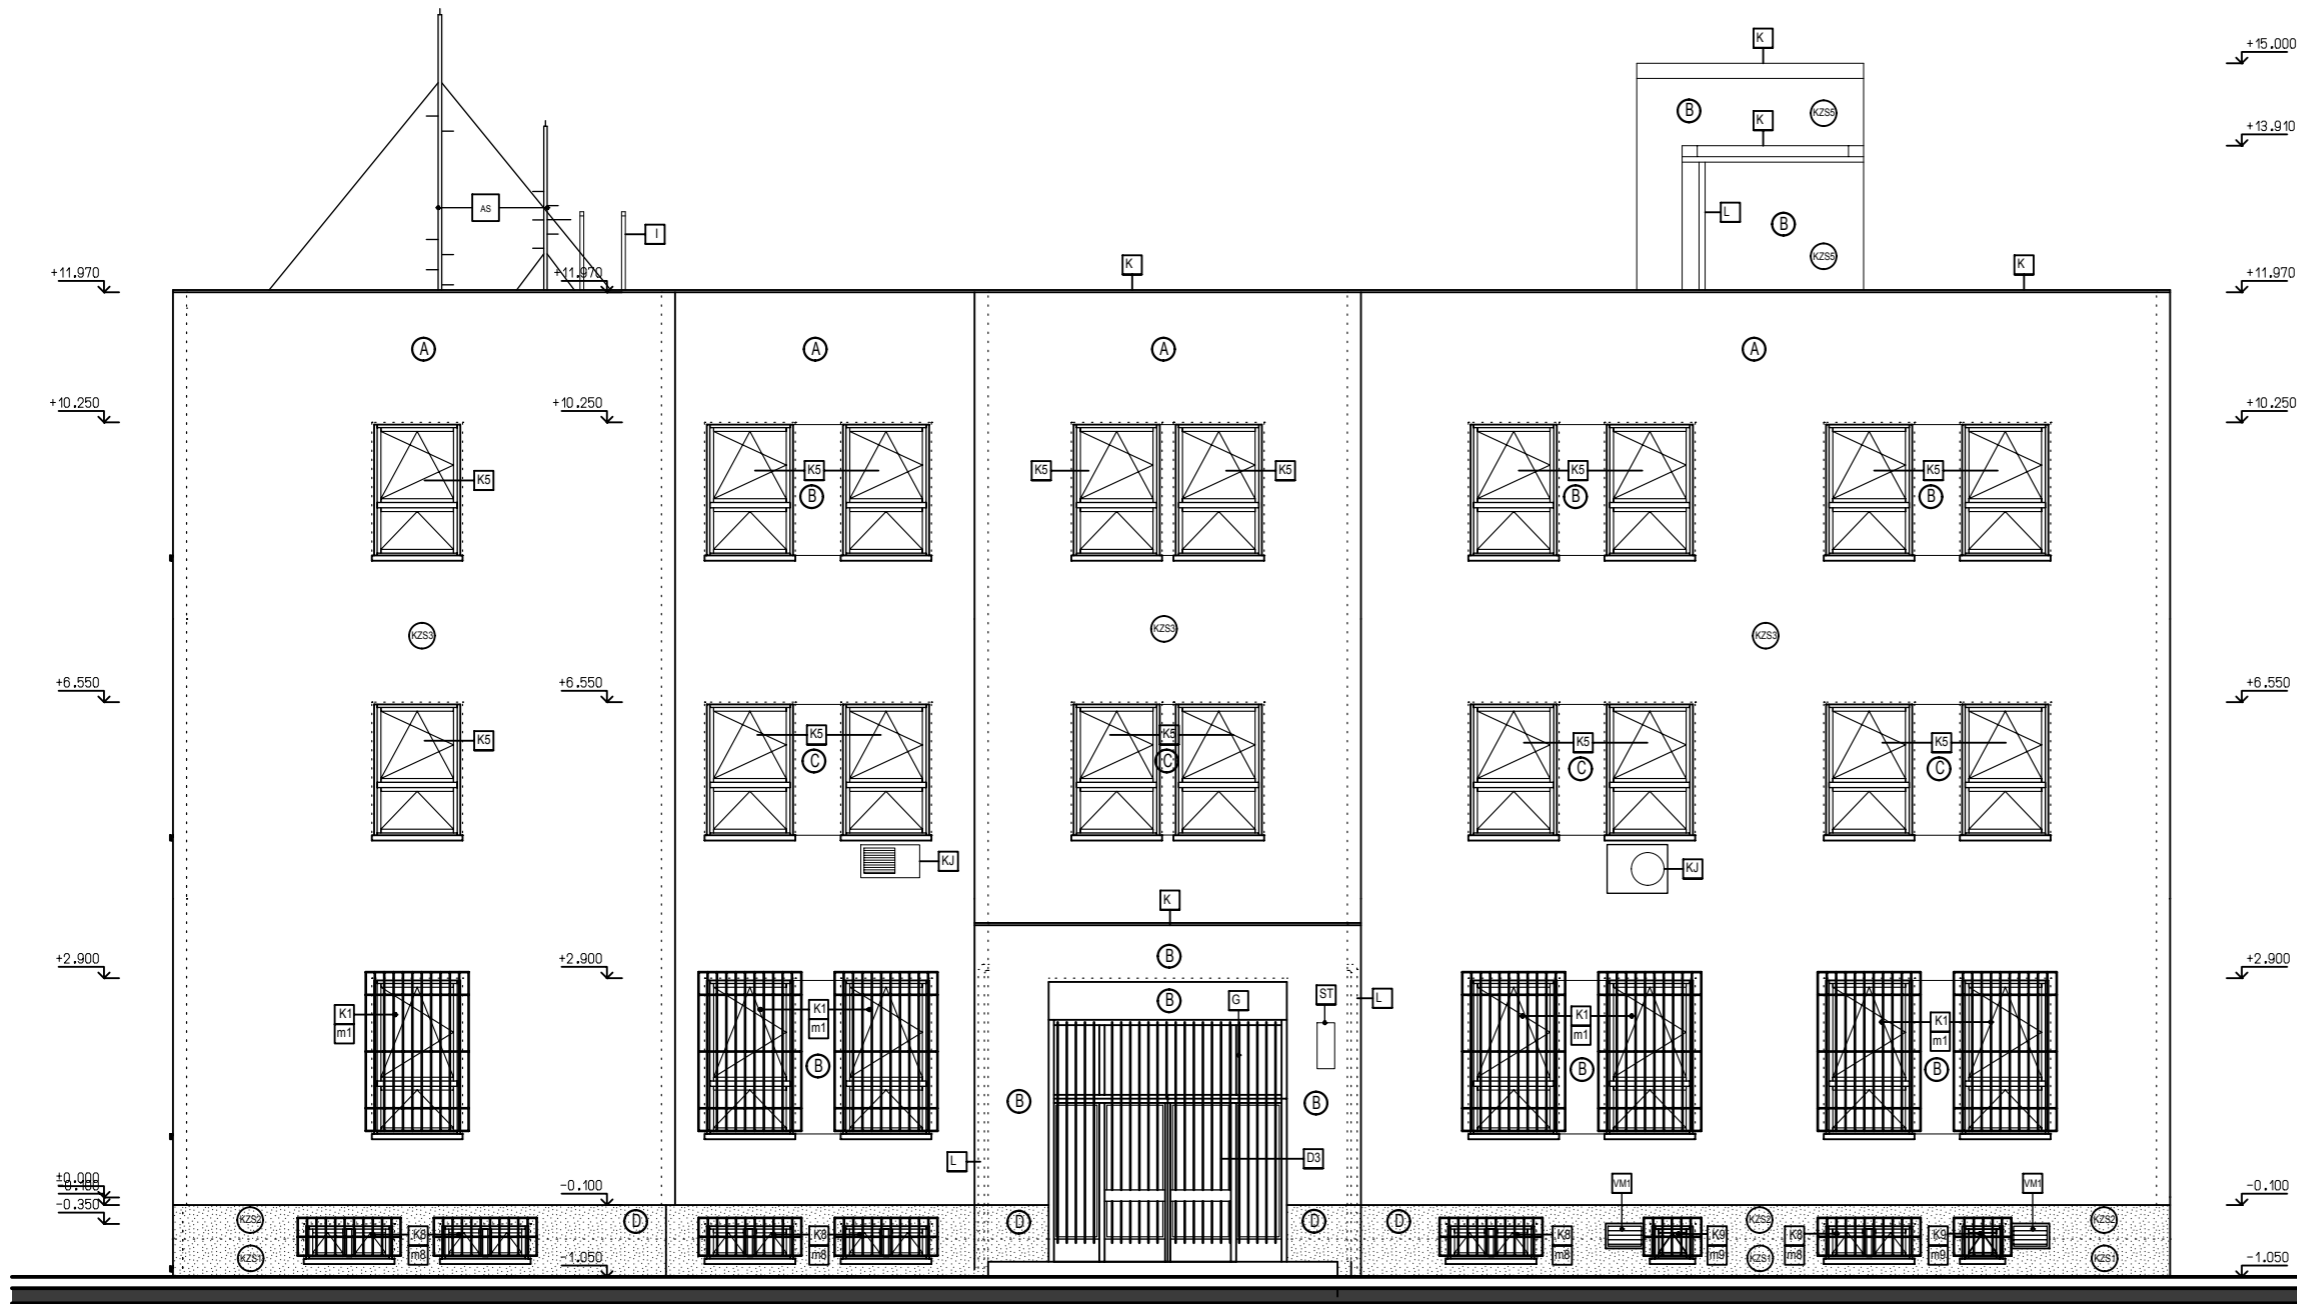 K
+15.000
B
KZS5
K
+13.910
AS
L
B
I
KZS5
K
K
+11.970
+11.970
+11.970
A
A
A
A
+10.250
+10.250
+10.250
K5
K5
K5
K5
K5
K5
B
B
B
KZS3
KZS3
KZS3
+6.550
+6.550
+6.550
K5
K5
K5
K5
K5
C
C
C
C
KJ
KJ
K
+2.900
+2.900
+2.900
B
B
G
ST
L
K1
m1
K1
m1
K1
m1
K1
m1
B
B
B
B
B
L
D3
VM1
VM1
±0.000
-0.100
-0.350
-0.100
-0.100
KZS2
D
D
D
D
KZS2
KZS2
K8
m8
K8
m8
K8
m8
K9
m9
K8
m8
K9
m9
KZS1
KZS1
KZS1
-1.050
-1.050